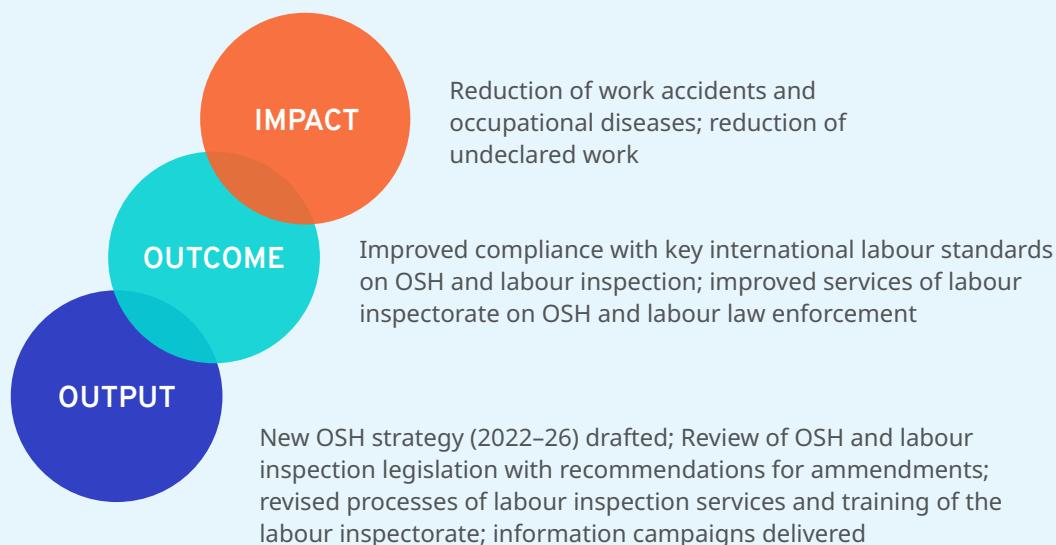 IMPACT
Reduction of work accidents and
occupational diseases; reduction of
undeclared work
OUTCOME
Improved compliance with key international labour standards
on OSH and labour inspection; improved services of labour
inspectorate on OSH and labour law enforcement
OUTPUT
New OSH strategy (2022–26) drafted; Review of OSH and labour
inspection legislation with recommendations for ammendments;
revised processes of labour inspection services and training of the
labour inspectorate; information campaigns delivered